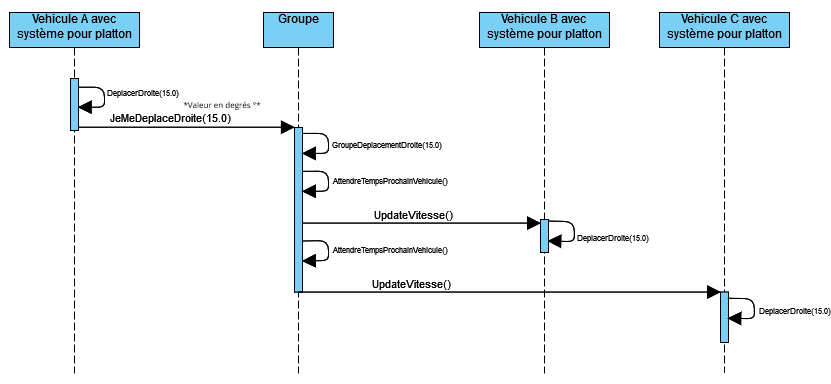 Vehicule A avec
système pour platton
Groupe
Vehicule B avec
système pour platton
Vehicule C avec
système pour platton
DeplacerDroite(15.0)
*Valeur en degrés °*
JeMeDeplaceDroite(15.0)
GroupeDeplacementDroite(15.0)
AttendreTempsProchainVehicule()
UpdateVitesse()
DeplacerDroite(15.0)
AttendreTempsProchainVehicule()
UpdateVitesse()
DeplacerDroite(15.0)